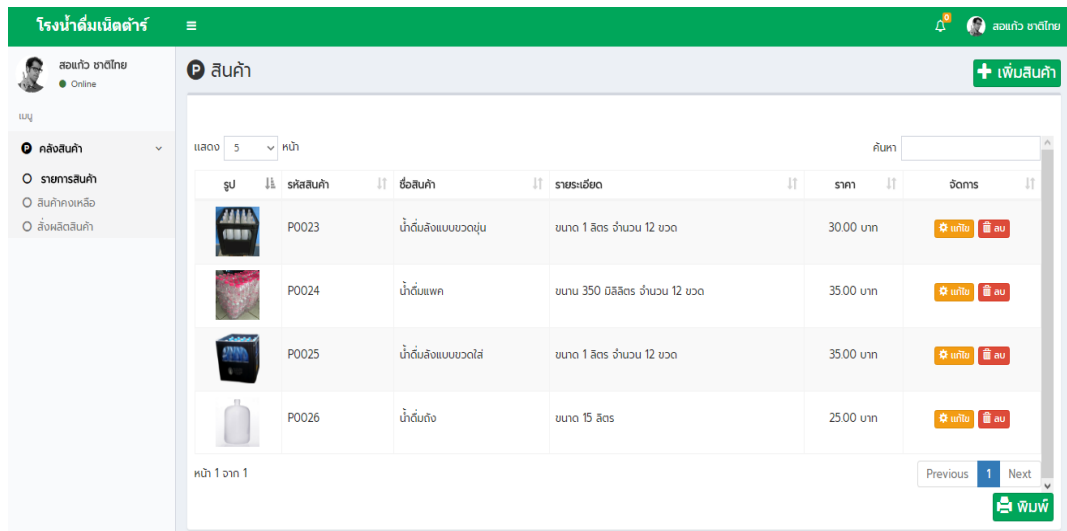 โรงน้ำดื่มเน็ตต้าร์
0
สอแก้ว ชาติไทย
สอแก้ว ชาติไทย
Online
เมนู
คลังสินค้า
รายการสินค้า
สินค้าคงเหลือ
สั่งผลิตสินค้า
สินค้า
เพิ่มสินค้า
แสดง 5 หน้า
ค้นหา
รูป รหัสสินค้า ชื่อสินค้า รายระเอียด ราคา จัดการ
P0023 น้ำดื่มลังแบบขวดขุ่น ขนาด 1 ลิตร จำนวน 12 ขวด 30.00 บาท แก้ไข ลบ
P0024 น้ำดื่มแพค ขนาน 350 มิลลิลิตร จำนวน 12 ขวด 35.00 บาท แก้ไข ลบ
P0025 น้ำดื่มลังแบบขวดใส่ ขนาด 1 ลิตร จำนวน 12 ขวด 35.00 บาท แก้ไข ลบ
P0026 น้ำดื่มถัง ขนาด 15 ลิตร 25.00 บาท แก้ไข ลบ
หน้า 1 จาก 1
Previous 1 Next
พิมพ์